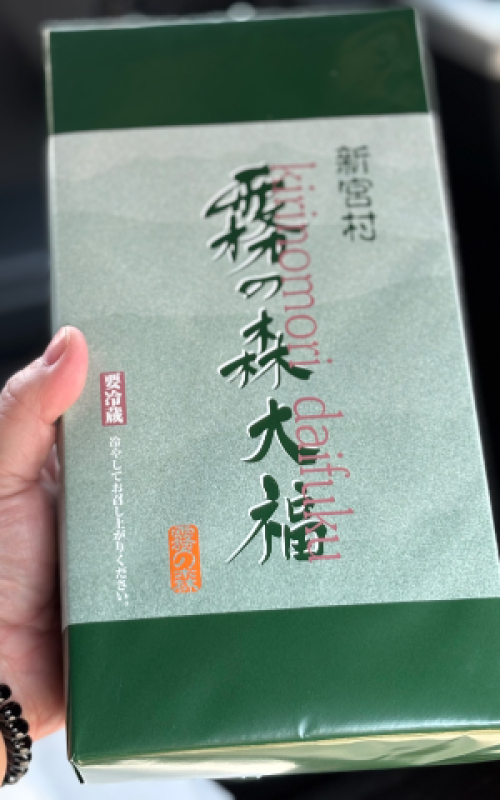 新宮村
霧の森大福
kirinomori daifuku
要冷蔵
冷やしてお召し上がりください。
霧の森